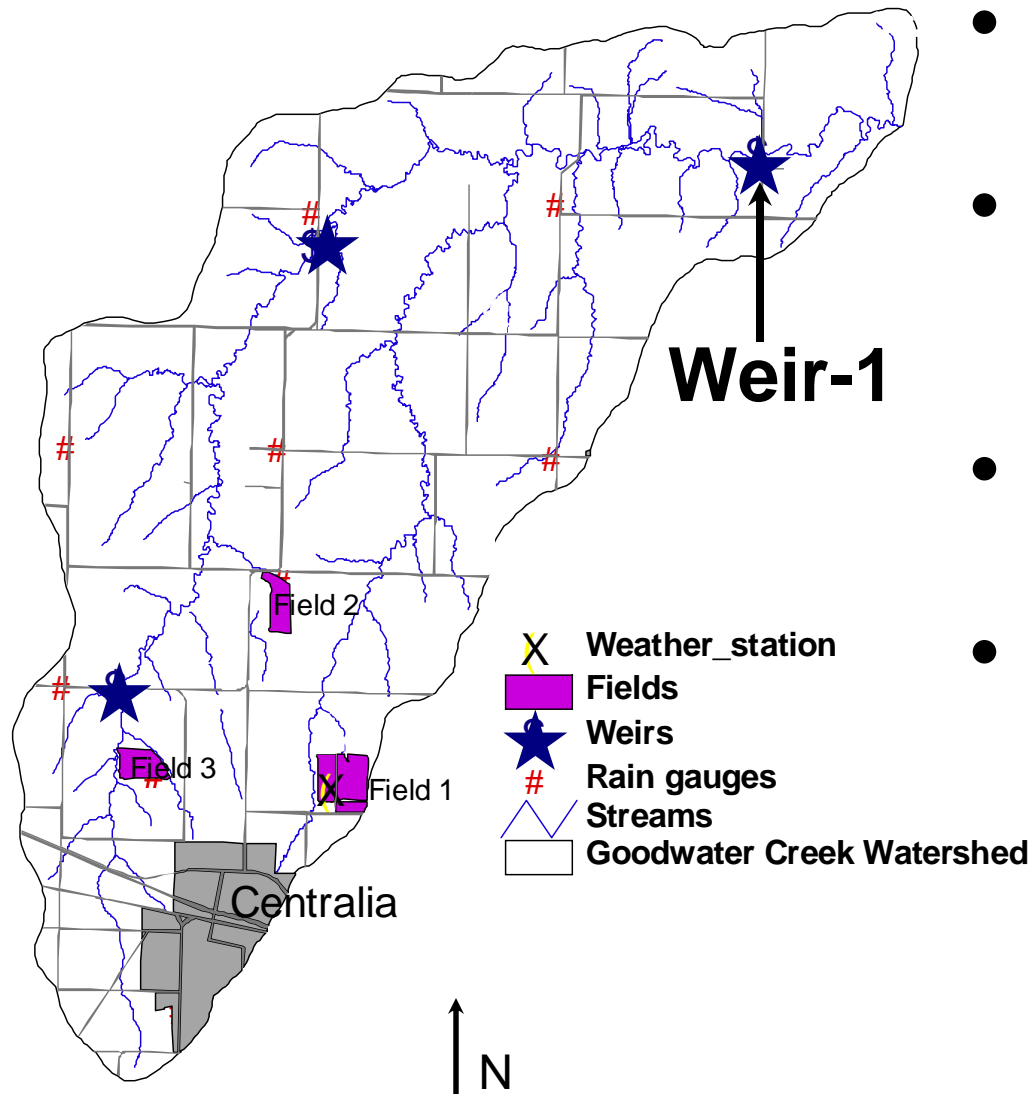 Weir-1
Field 2
Weather_station
Fields
Weirs
Field 3
Rain gauges
Field 1
Streams
Goodwater Creek Watershed
Centralia
N